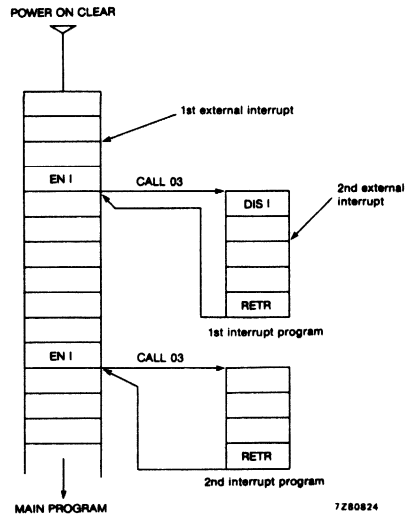 POWER ON CLEAR
1st external interrupt
EN I
CALL 03
DIS I
2nd external
interrupt
RETR
1st interrupt program
EN I
CALL 03
RETR
2nd interrupt program
MAIN PROGRAM
7Z80824